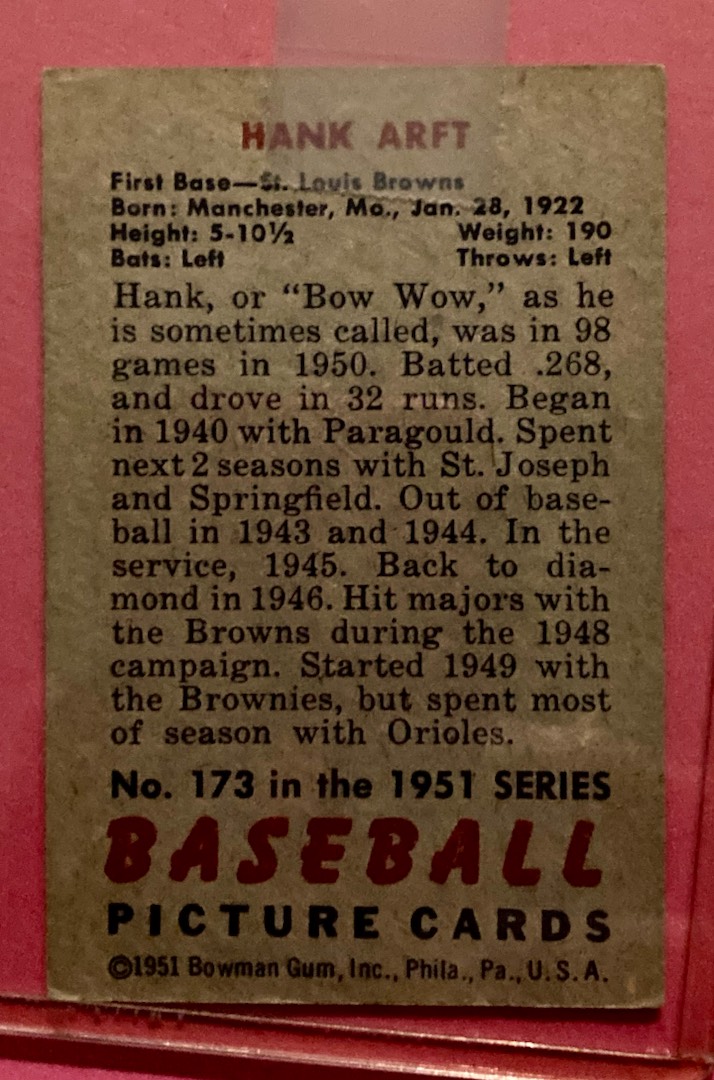 HANK ARFT
First Base—St. Louis Browns
Born: Manchester, Mo., Jan. 28, 1922
Height: 5-10½ Weight: 190
Bats: Left Throws: Left
Hank, or “Bow Wow,” as he
is sometimes called, was in 98
games in 1950. Batted .268,
and drove in 32 runs. Began
in 1940 with Paragould. Spent
next 2 seasons with St. Joseph
and Springfield. Out of base-
ball in 1943 and 1944. In the
service, 1945. Back to dia-
mond in 1946. Hit majors with
the Browns during the 1948
campaign. Started 1949 with
the Brownies, but spent most
of season with Orioles.
No. 173 in the 1951 SERIES
BASEBALL
PICTURE CARDS
©1951 Bowman Gum, Inc., Phila., Pa., U.S.A.